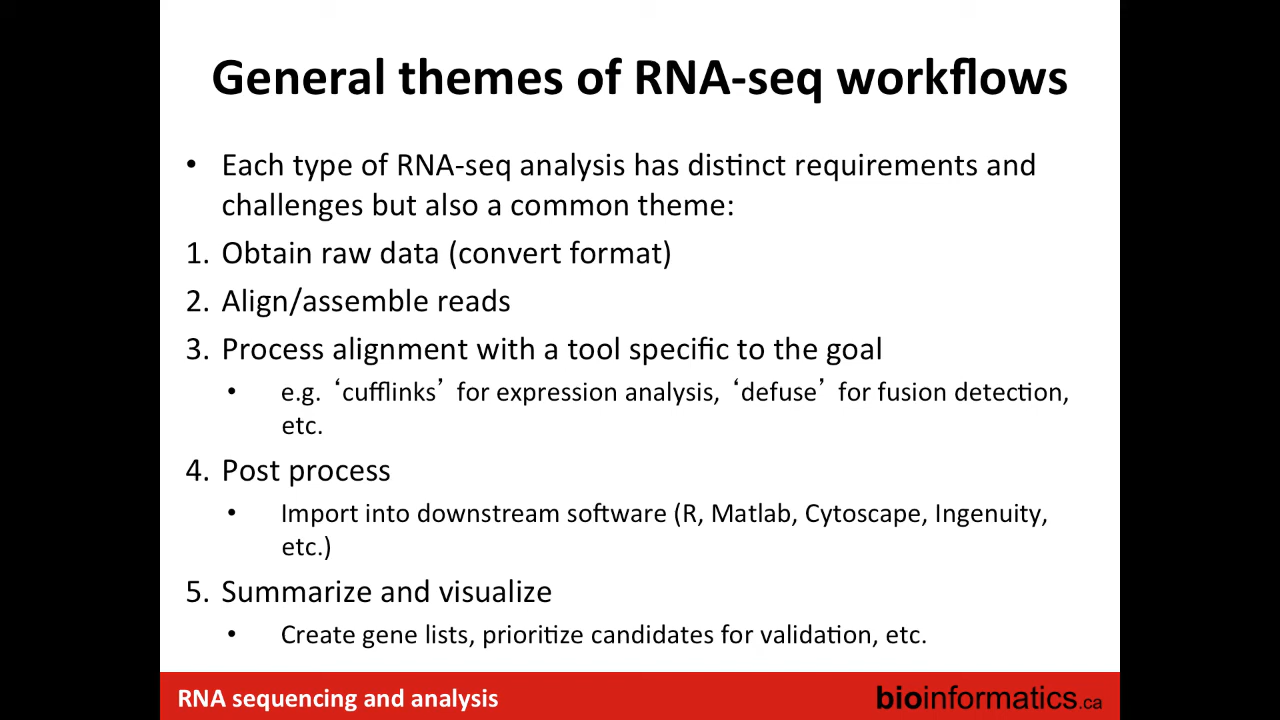 General themes of RNA-seq workflows
• Each type of RNA-seq analysis has distinct requirements and
challenges but also a common theme:
1. Obtain raw data (convert format)
2. Align/assemble reads
3. Process alignment with a tool specific to the goal
• e.g. ‘cufflinks’ for expression analysis, ‘defuse’ for fusion detection,
etc.
4. Post process
• Import into downstream software (R, Matlab, Cytoscape, Ingenuity,
etc.)
5. Summarize and visualize
• Create gene lists, prioritize candidates for validation, etc.
RNA sequencing and analysis
bioinformatics.ca